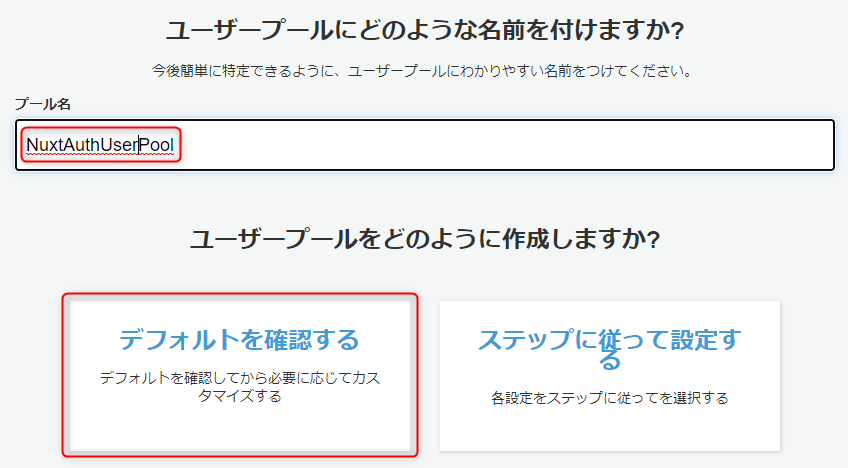 ユーザープールにどのような名前を付けますか?
今後簡単に特定できるように、ユーザープールにわかりやすい名前をつけてください。
プール名
NuxtAuthUserPool
ユーザープールをどのように作成しますか?
デフォルトを確認する
デフォルトを確認してから必要に応じてカス
タマイズする
ステップに従って設定す
る
各設定をステップに従ってを選択する